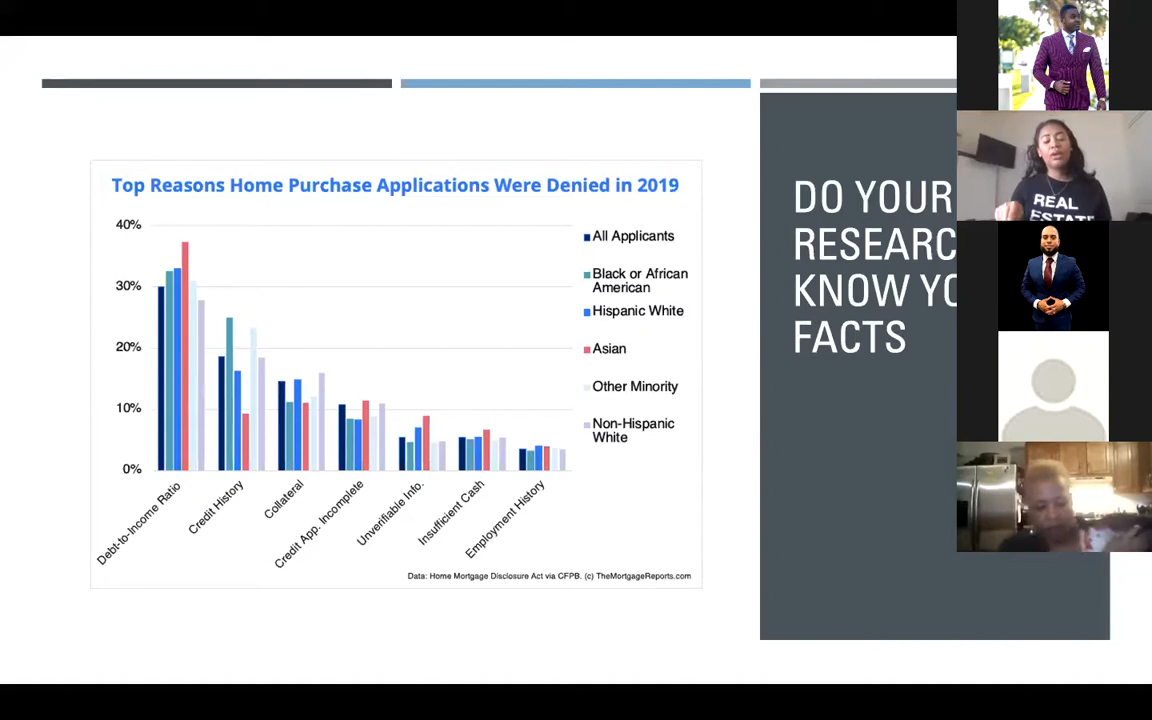 Top Reasons Home Purchase Applications Were Denied in 2019
40%
30%
20%
10%
0%
Debt-to-Income Ratio
Credit History
Collateral
Credit App. Incomplete
Unverifiable Info.
Insufficient Cash
Employment History
All Applicants
Black or African
American
Hispanic White
Asian
Other Minority
Non-Hispanic
White
Data: Home Mortgage Disclosure Act via CFPB. (c) TheMortgageReports.com
DO YOUR
RESEARC
KNOW YO
FACTS
REAL
ESTATE